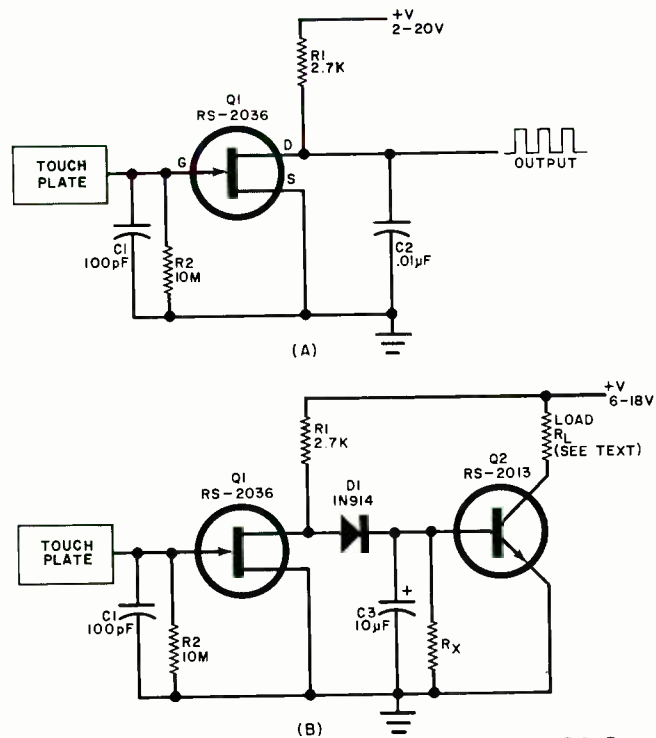 +V
2-20V
R1
2.7K
Q1
RS-2036
TOUCH
PLATE
G
D
S
OUTPUT
C1
100pF
R2
10M
C2
.01µF
(A)
+V
6-18V
R1
2.7K
LOAD
RL
(SEE TEXT)
Q2
RS-2013
Q1
RS-2036
D1
1N914
TOUCH
PLATE
C1
100pF
R2
10M
C3
10µF
+
RX
(B)